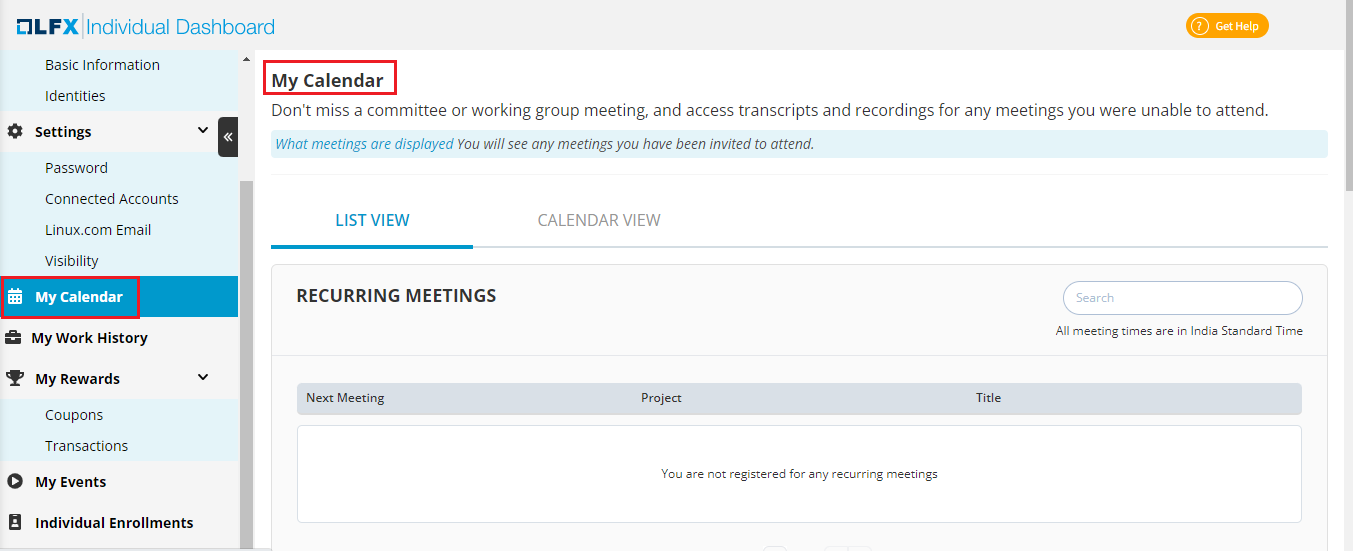 LFX Individual Dashboard
Get Help
Basic Information
Identities
Settings
Password
Connected Accounts
Linux.com Email
Visibility
My Calendar
My Work History
My Rewards
Coupons
Transactions
My Events
Individual Enrollments
My Calendar
Don't miss a committee or working group meeting, and access transcripts and recordings for any meetings you were unable to attend.
What meetings are displayed You will see any meetings you have been invited to attend.
LIST VIEW CALENDAR VIEW
RECURRING MEETINGS
Search
All meeting times are in India Standard Time
Next Meeting Project Title
You are not registered for any recurring meetings